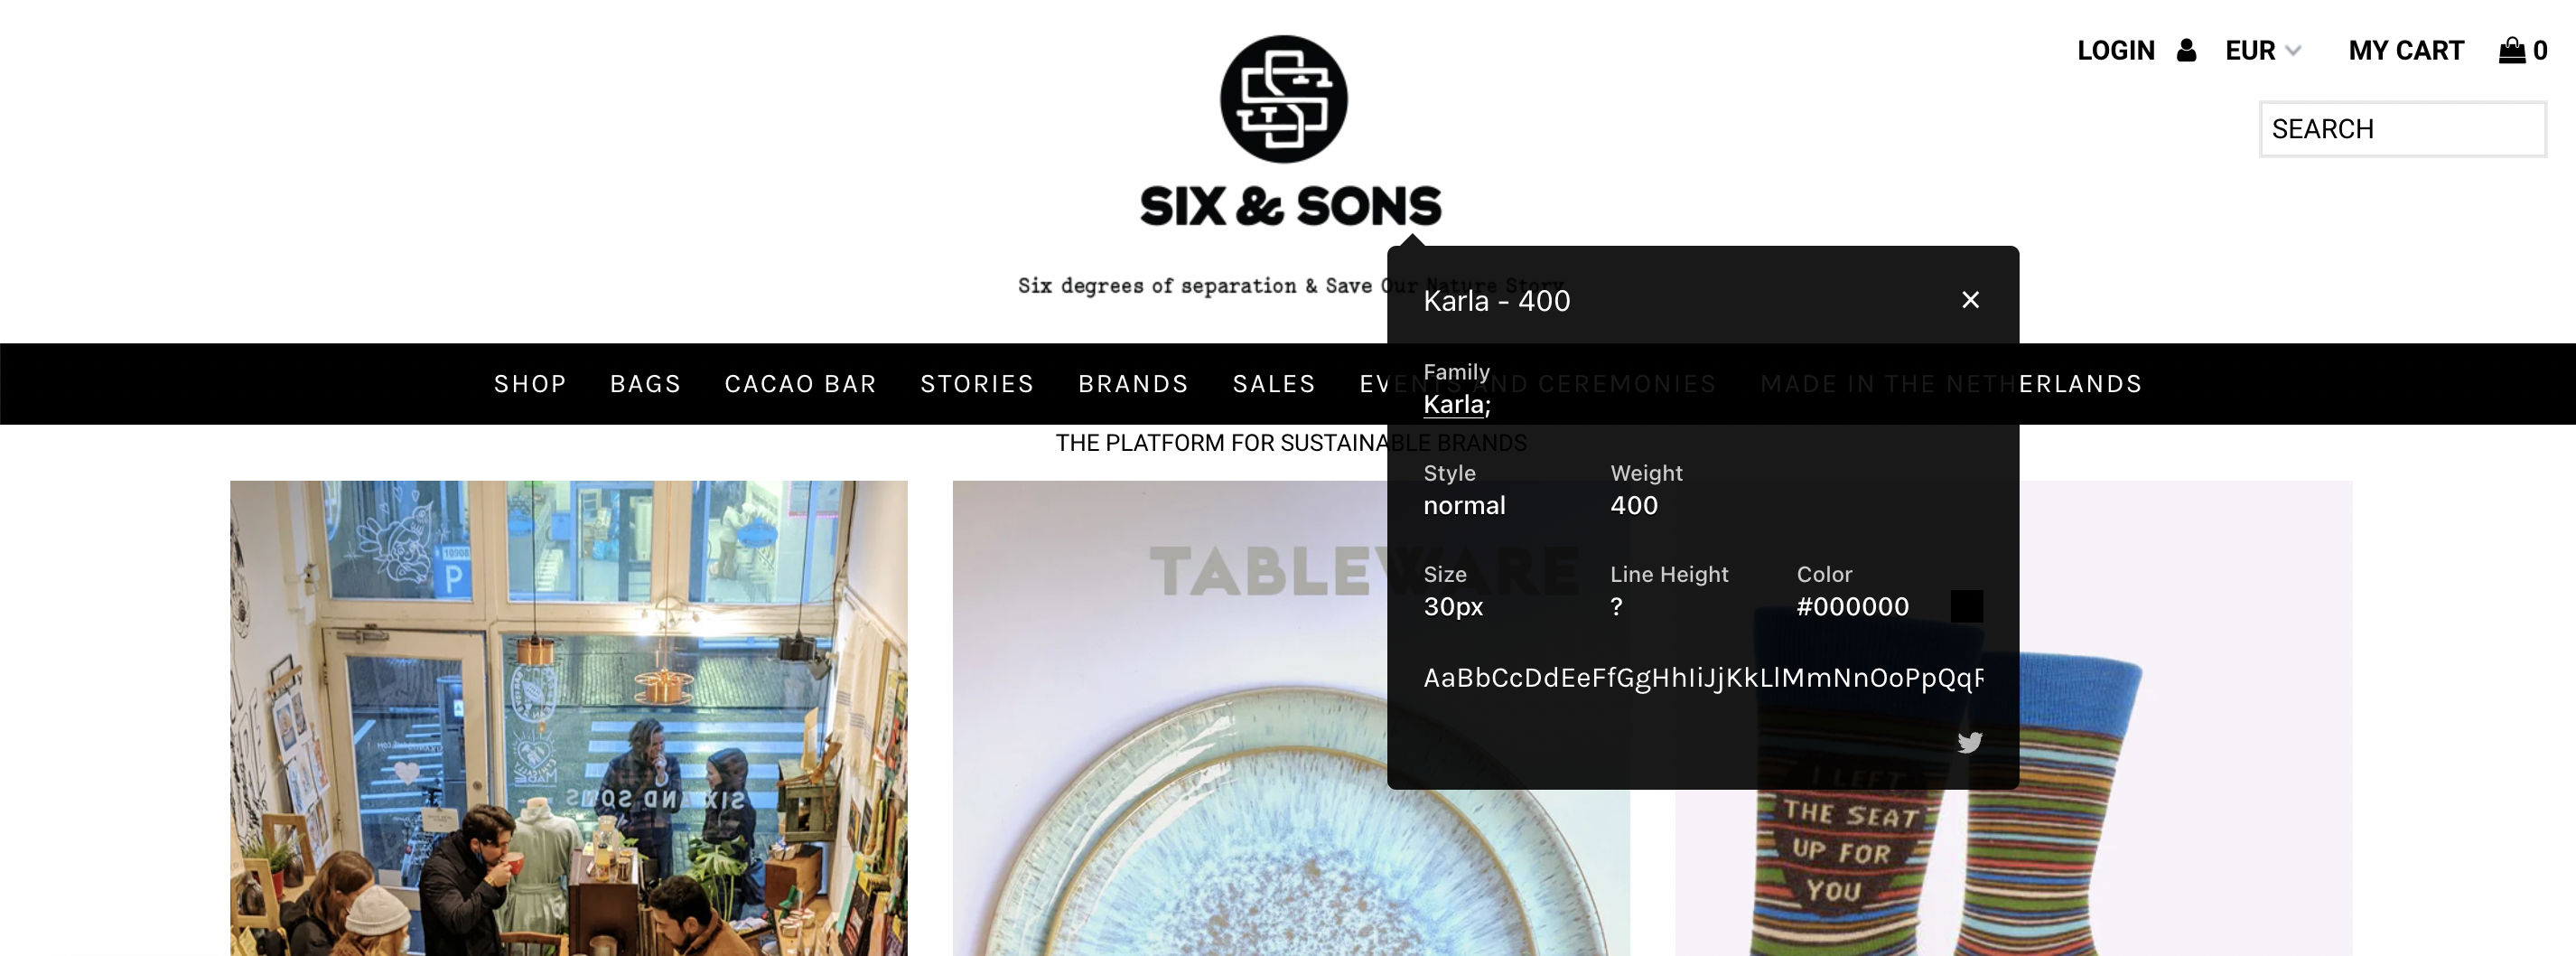 LOGIN EUR MY CART 0
SEARCH
SIX & SONS
Six degrees of separation & Save Our Nature Story
SHOP BAGS CACAO BAR STORIES BRANDS SALES EVENTS AND CEREMONIES MADE IN THE NETHERLANDS
THE PLATFORM FOR SUSTAINABLE BRANDS
Karla - 400
Family
Karla;
Style Weight
normal 400
Size Line Height Color
30px ? #000000
AaBbCcDdEeFfGgHhIiJjKkLlMmNnOoPpQq
TABLEWARE
10908
P
SIX AND SONS
I LEFT
THE SEAT
UP FOR
YOU